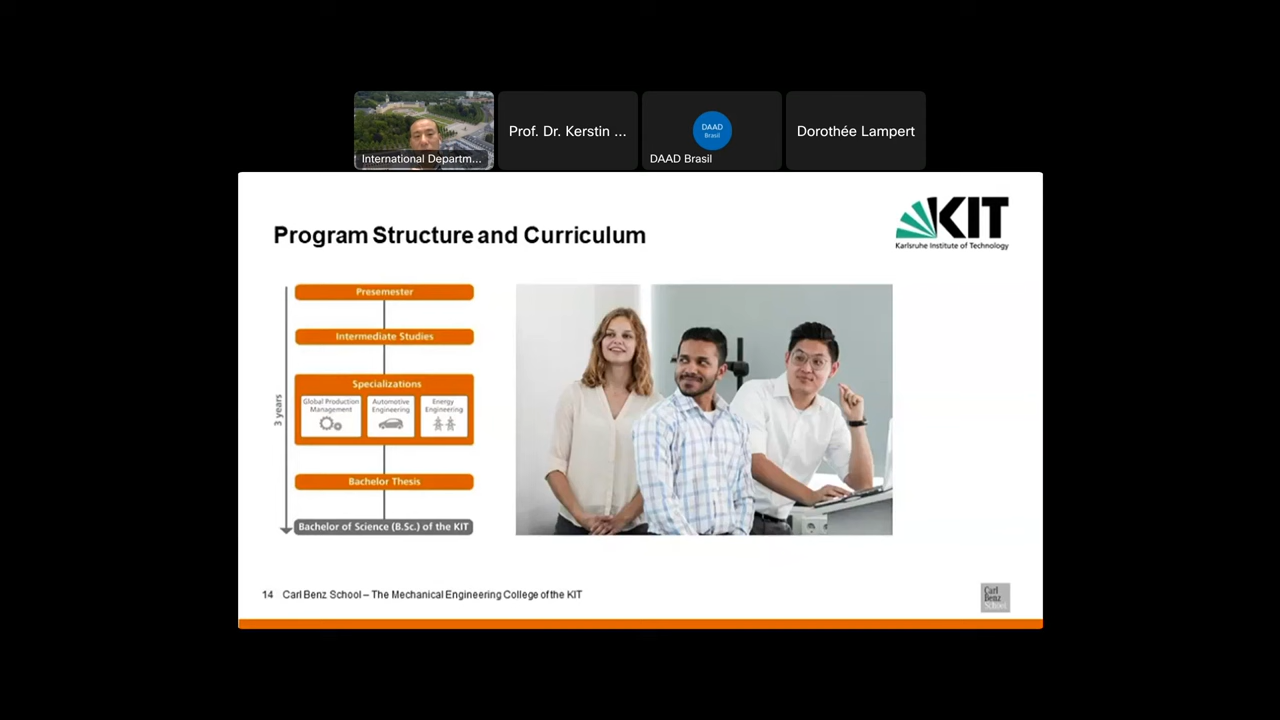 Prof. Dr. Kerstin ...
DAAD
Brasil
Dorothée Lampert
International Departm...
DAAD Brasil
Program Structure and Curriculum
KIT
Karlsruhe Institute of Technology
3 years
Presemester
Intermediate Studies
Specializations
Global Production
Management
Automotive
Engineering
Energy
Engineering
Bachelor Thesis
Bachelor of Science (B.Sc.) of the KIT
14 Carl Benz School – The Mechanical Engineering College of the KIT
Carl
Benz
School